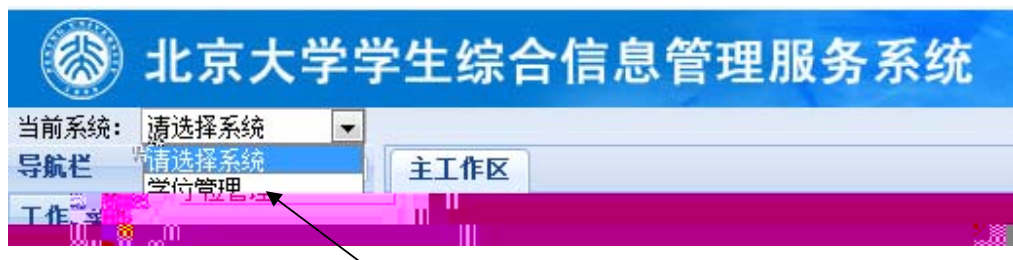 北京大学学生综合信息管理服务系统
当前系统： 请选择系统
导航栏 请选择系统 主工作区
学位管理
工作